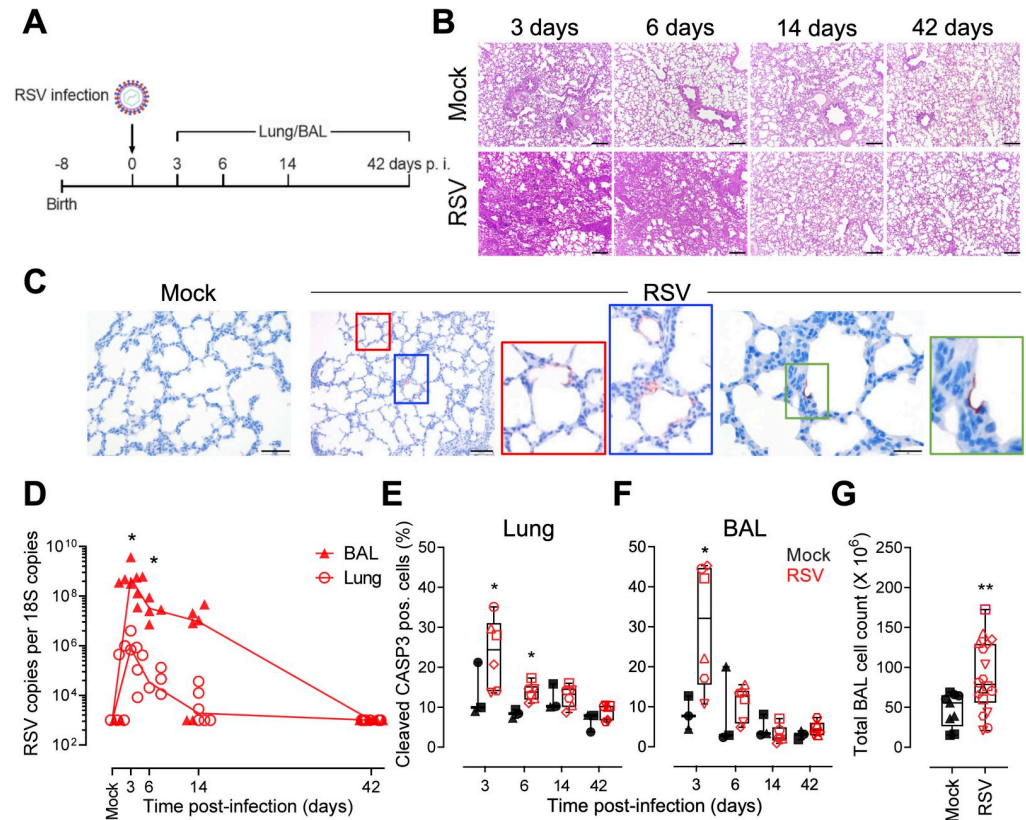 A
RSV infection
Lung/BAL
-8 0 3 6 14 42 days p. i.
Birth
B
3 days 6 days 14 days 42 days
Mock
RSV
C
Mock RSV
D
RSV copies per 18S copies
10^10
10^8
10^6
10^4
10^2
* *
BAL
Lung
Mock 3 6 14 42
Time post-infection (days)
E
Lung
Cleaved CASP3 pos. cells (%)
50
40
30
20
10
0
* *
3 6 14 42
F
BAL
50
40
30
20
10
0
*
Mock
RSV
3 6 14 42
Time post-infection (days)
G
Total BAL cell count (X 10^6)
250
200
150
100
50
0
**
Mock RSV